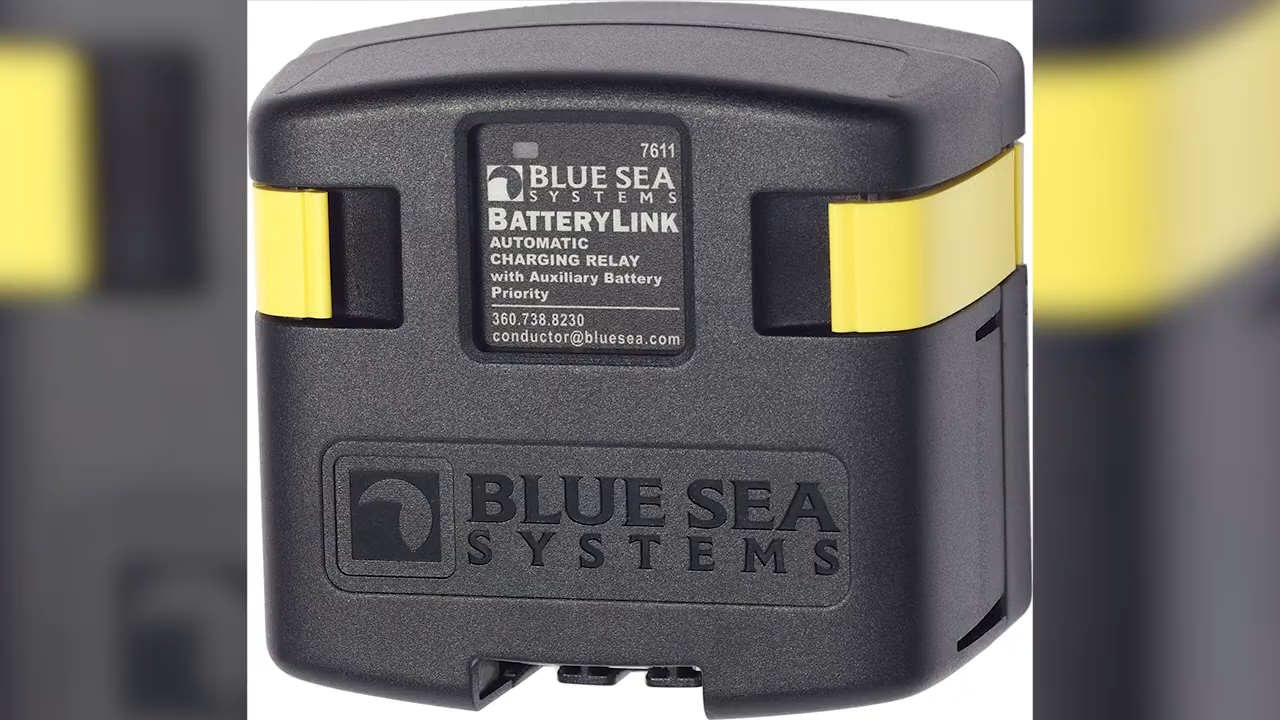 7611
BLUE SEA
SYSTEMS
BATTERYLINK
AUTOMATIC
CHARGING RELAY
with Auxiliary Battery
Priority
360.738.8230
conductor@bluesea.com
BLUE SEA
SYSTEMS